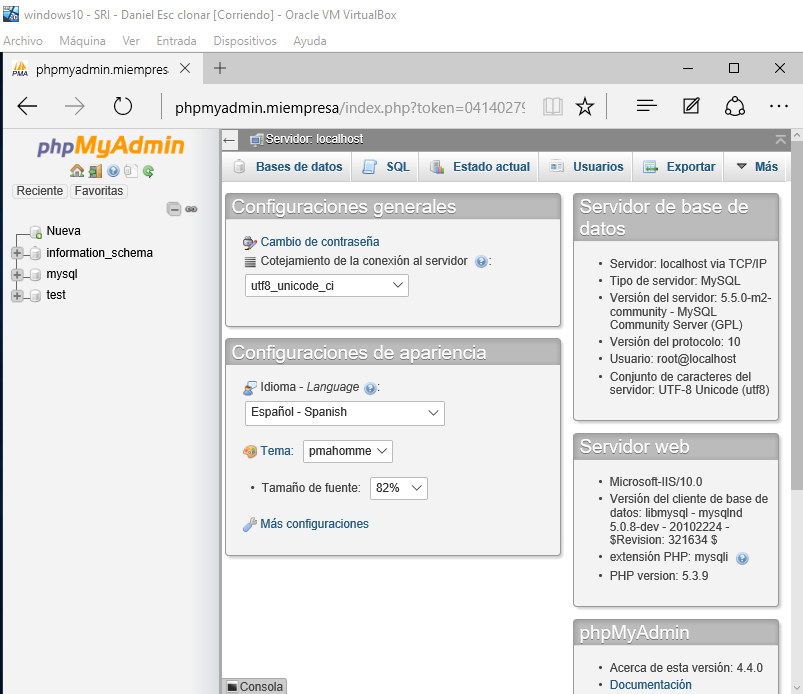 windows10 - SRI - Daniel Esc clonar [Corriendo] - Oracle VM VirtualBox
Archivo Máquina Ver Entrada Dispositivos Ayuda
PMA phpmyadmin.miempres
phpmyadmin.miempresa/index.php?token=04140279
phpMyAdmin
Reciente Favoritas
Nueva
information_schema
mysql
test
Servidor: localhost
Bases de datos SQL Estado actual Usuarios Exportar Más
Configuraciones generales
Cambio de contraseña
Cotejamiento de la conexión al servidor :
utf8_unicode_ci
Configuraciones de apariencia
Idioma - Language :
Español - Spanish
Tema: pmahomme
• Tamaño de fuente: 82%
Más configuraciones
Servidor de base de
datos
• Servidor: localhost via TCP/IP
• Tipo de servidor: MySQL
• Versión del servidor: 5.5.0-m2-
community - MySQL
Community Server (GPL)
• Versión del protocolo: 10
• Usuario: root@localhost
• Conjunto de caracteres del
servidor: UTF-8 Unicode (utf8)
Servidor web
• Microsoft-IIS/10.0
• Versión del cliente de base de
datos: libmysql - mysqlnd
5.0.8-dev - 20102224 -
$Revision: 321634 $
• extensión PHP: mysqli
• PHP version: 5.3.9
phpMyAdmin
• Acerca de esta versión: 4.4.0
• Documentación
Consola